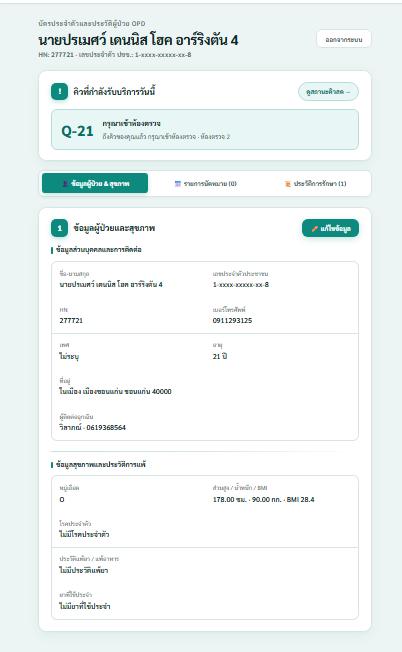 บัตรประจำตัวและประวัติผู้ป่วย OPD
นายปรเมศว์ เดนนิส โฮค อาร์ริงตัน 4
HN: 277721 · เลขประจำตัว ปชช.: 1-xxxx-xxxxx-xx-8
ออกจากระบบ
! คิวที่กำลังรับบริการวันนี้
ดูสถานะคิวสด →
Q-21
กรุณาเข้าห้องตรวจ
ถึงคิวของคุณแล้ว กรุณาเข้าห้องตรวจ · ห้องตรวจ 2
ข้อมูลผู้ป่วย & สุขภาพ
รายการนัดหมาย (0)
ประวัติการรักษา (1)
1 ข้อมูลผู้ป่วยและสุขภาพ
แก้ไขข้อมูล
ข้อมูลส่วนบุคคลและการติดต่อ
ชื่อ-นามสกุล
นายปรเมศว์ เดนนิส โฮค อาร์ริงตัน 4
เลขประจำตัวประชาชน
1-xxxx-xxxxx-xx-8
HN
277721
เบอร์โทรศัพท์
0911293125
เพศ
ไม่ระบุ
อายุ
21 ปี
ที่อยู่
ในเมือง เมืองขอนแก่น ขอนแก่น 40000
ผู้ติดต่อฉุกเฉิน
วิลาภณ์ · 0619368564
ข้อมูลสุขภาพและประวัติการแพ้
หมู่เลือด
O
ส่วนสูง / น้ำหนัก / BMI
178.00 ซม. · 90.00 กก. · BMI 28.4
โรคประจำตัว
ไม่มีโรคประจำตัว
ประวัติแพ้ยา / แพ้อาหาร
ไม่มีประวัติแพ้ยา
ยาที่ใช้ประจำ
ไม่มียาที่ใช้ประจำ